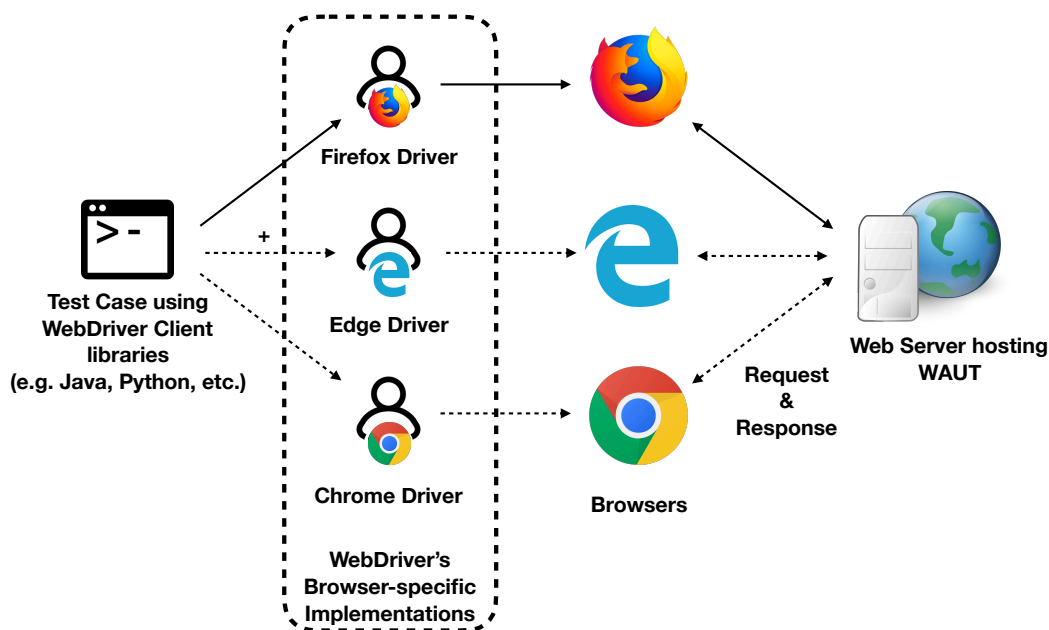 Firefox Driver
>-
+
Test Case using
WebDriver Client
libraries
(e.g. Java, Python, etc.)
Edge Driver
Web Server hosting
WAUT
Request
&
Response
Chrome Driver
Browsers
WebDriver’s
Browser-specific
Implementations